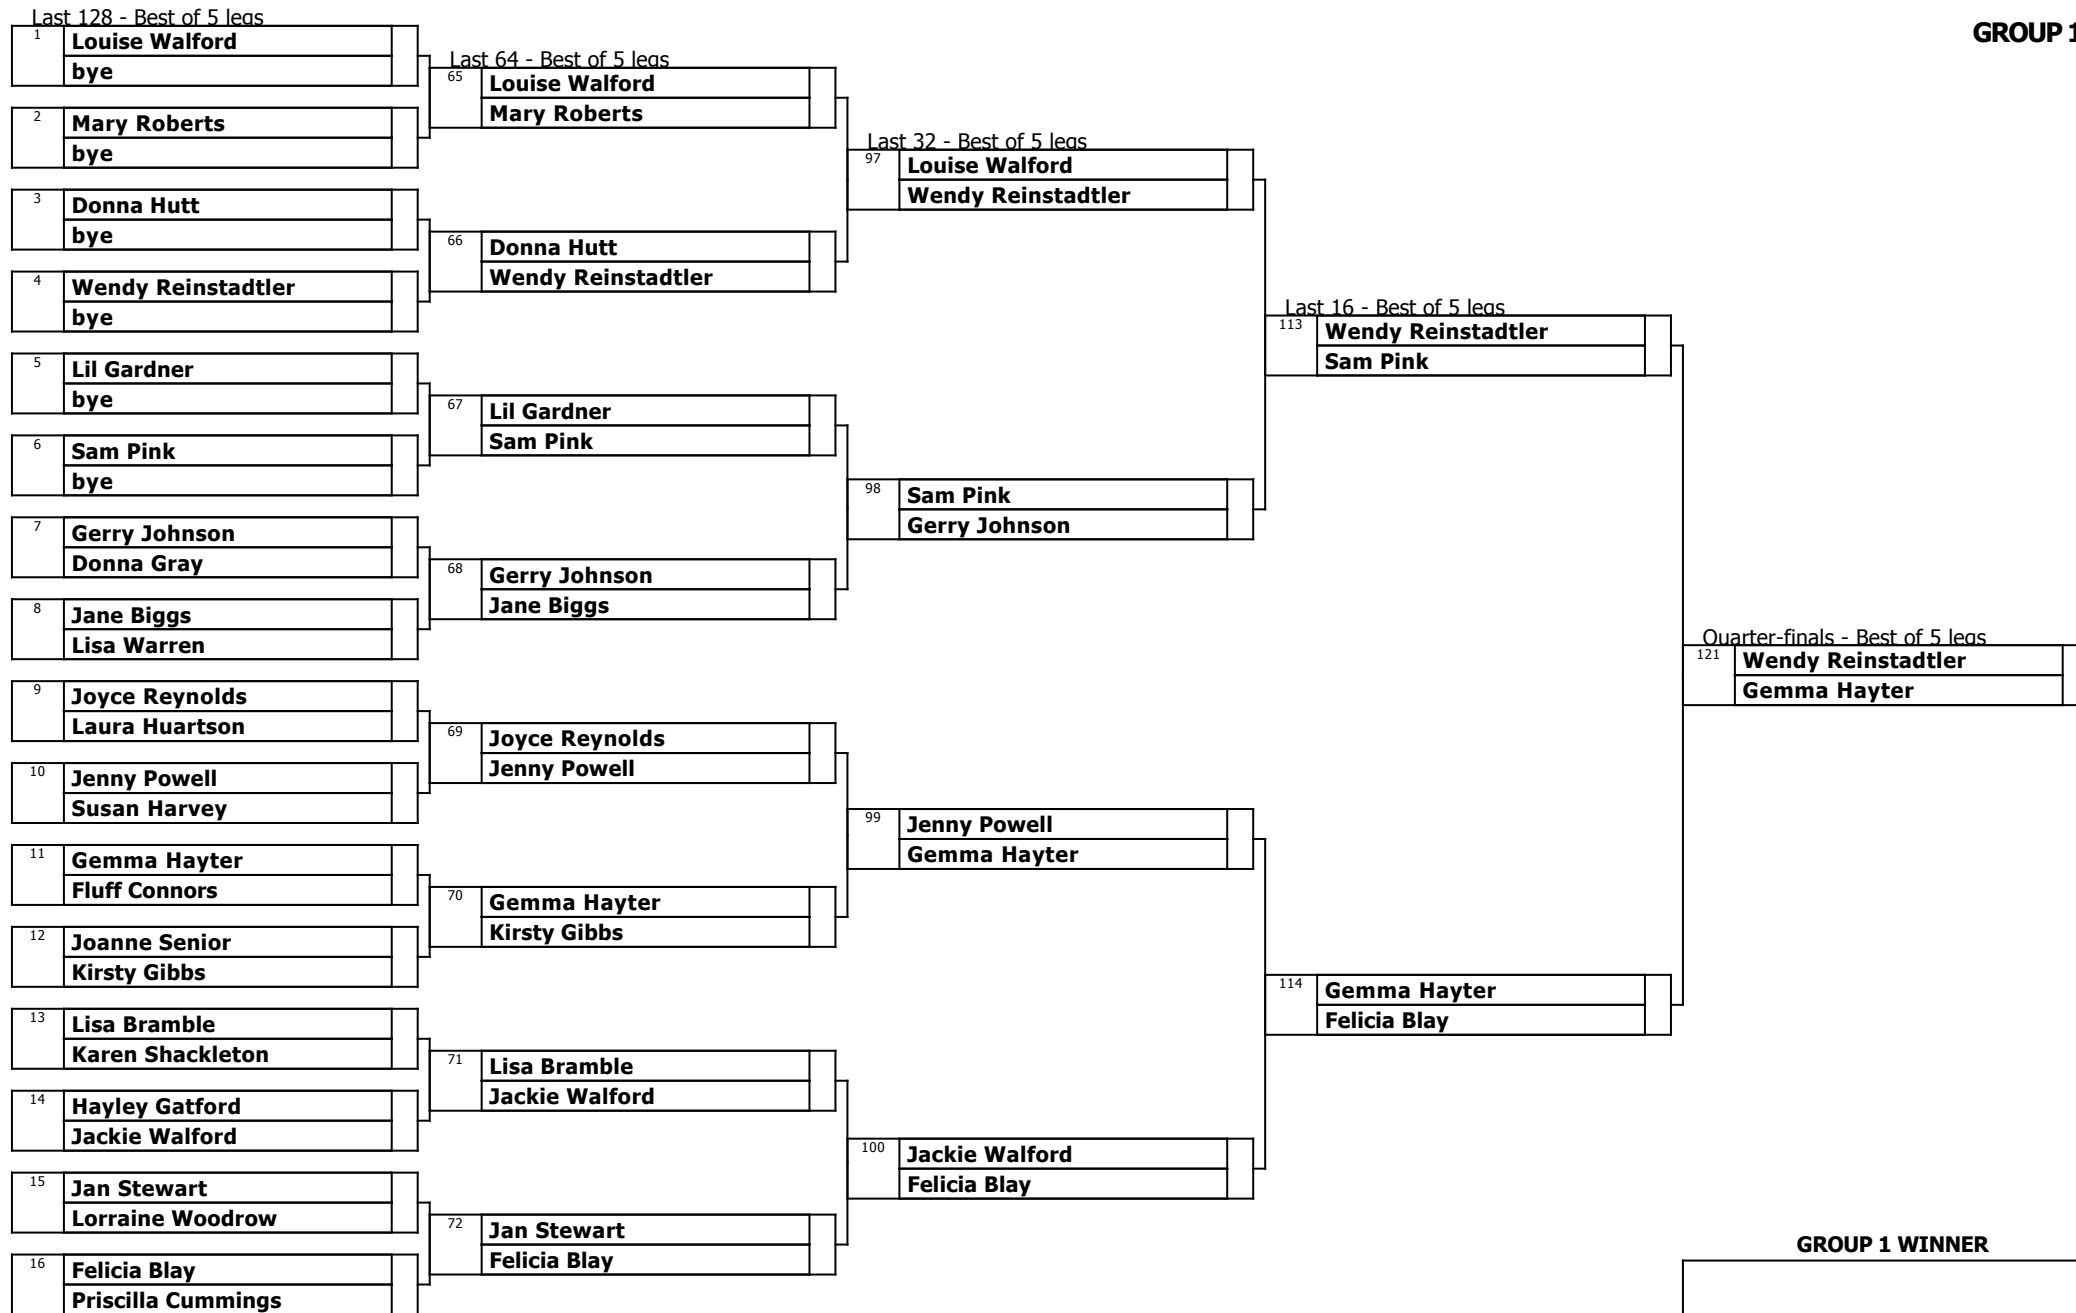 Last 128 - Best of 5 legs
GROUP 1
1
Louise Walford
bye
2
Mary Roberts
bye
3
Donna Hutt
bye
4
Wendy Reinstadtler
bye
5
Lil Gardner
bye
6
Sam Pink
bye
7
Gerry Johnson
Donna Gray
8
Jane Biggs
Lisa Warren
9
Joyce Reynolds
Laura Huartson
10
Jenny Powell
Susan Harvey
11
Gemma Hayter
Fluff Connors
12
Joanne Senior
Kirsty Gibbs
13
Lisa Bramble
Karen Shackleton
14
Hayley Gatford
Jackie Walford
15
Jan Stewart
Lorraine Woodrow
16
Felicia Blay
Priscilla Cummings
Last 64 - Best of 5 legs
65
Louise Walford
Mary Roberts
66
Donna Hutt
Wendy Reinstadtler
67
Lil Gardner
Sam Pink
68
Gerry Johnson
Jane Biggs
69
Joyce Reynolds
Jenny Powell
70
Gemma Hayter
Kirsty Gibbs
71
Lisa Bramble
Jackie Walford
72
Jan Stewart
Felicia Blay
Last 32 - Best of 5 legs
97
Louise Walford
Wendy Reinstadtler
98
Sam Pink
Gerry Johnson
99
Jenny Powell
Gemma Hayter
100
Jackie Walford
Felicia Blay
Last 16 - Best of 5 legs
113
Wendy Reinstadtler
Sam Pink
114
Gemma Hayter
Felicia Blay
Quarter-finals - Best of 5 legs
121
Wendy Reinstadtler
Gemma Hayter
GROUP 1 WINNER